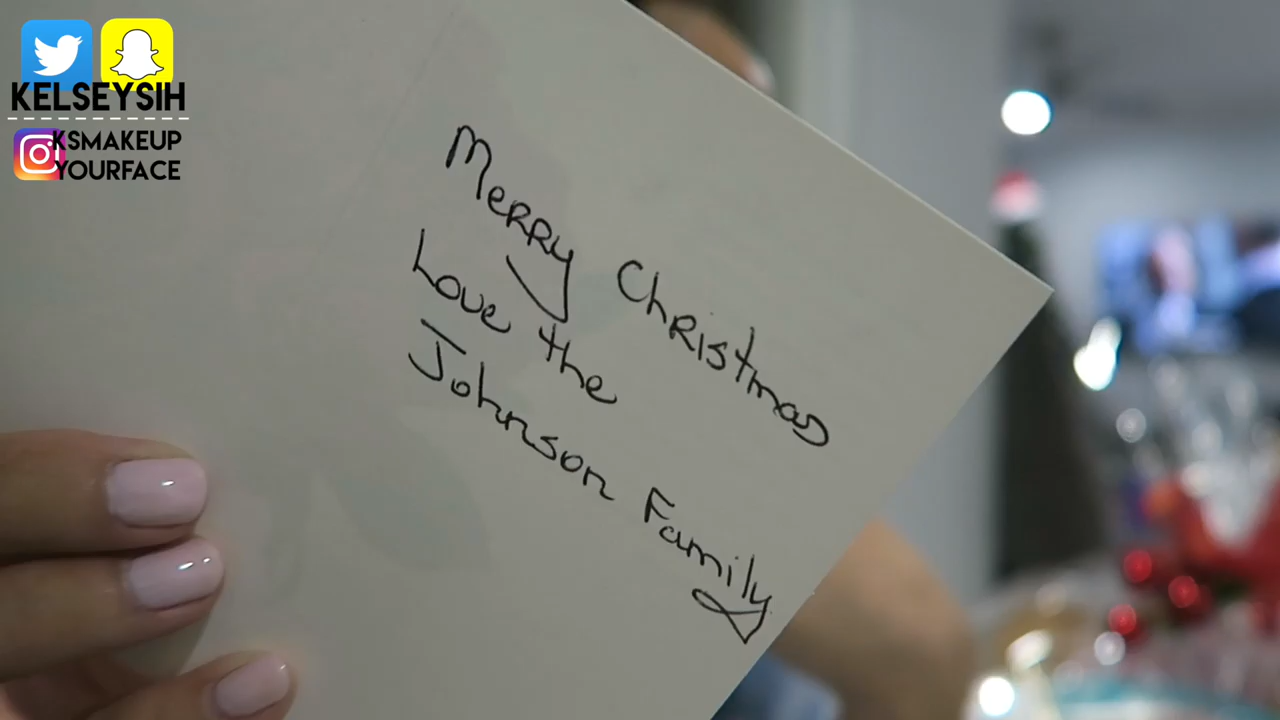 KELSEYSIH
KSMAKEUP
YOURFACE
Merry Christmas
Love the
Johnson Family